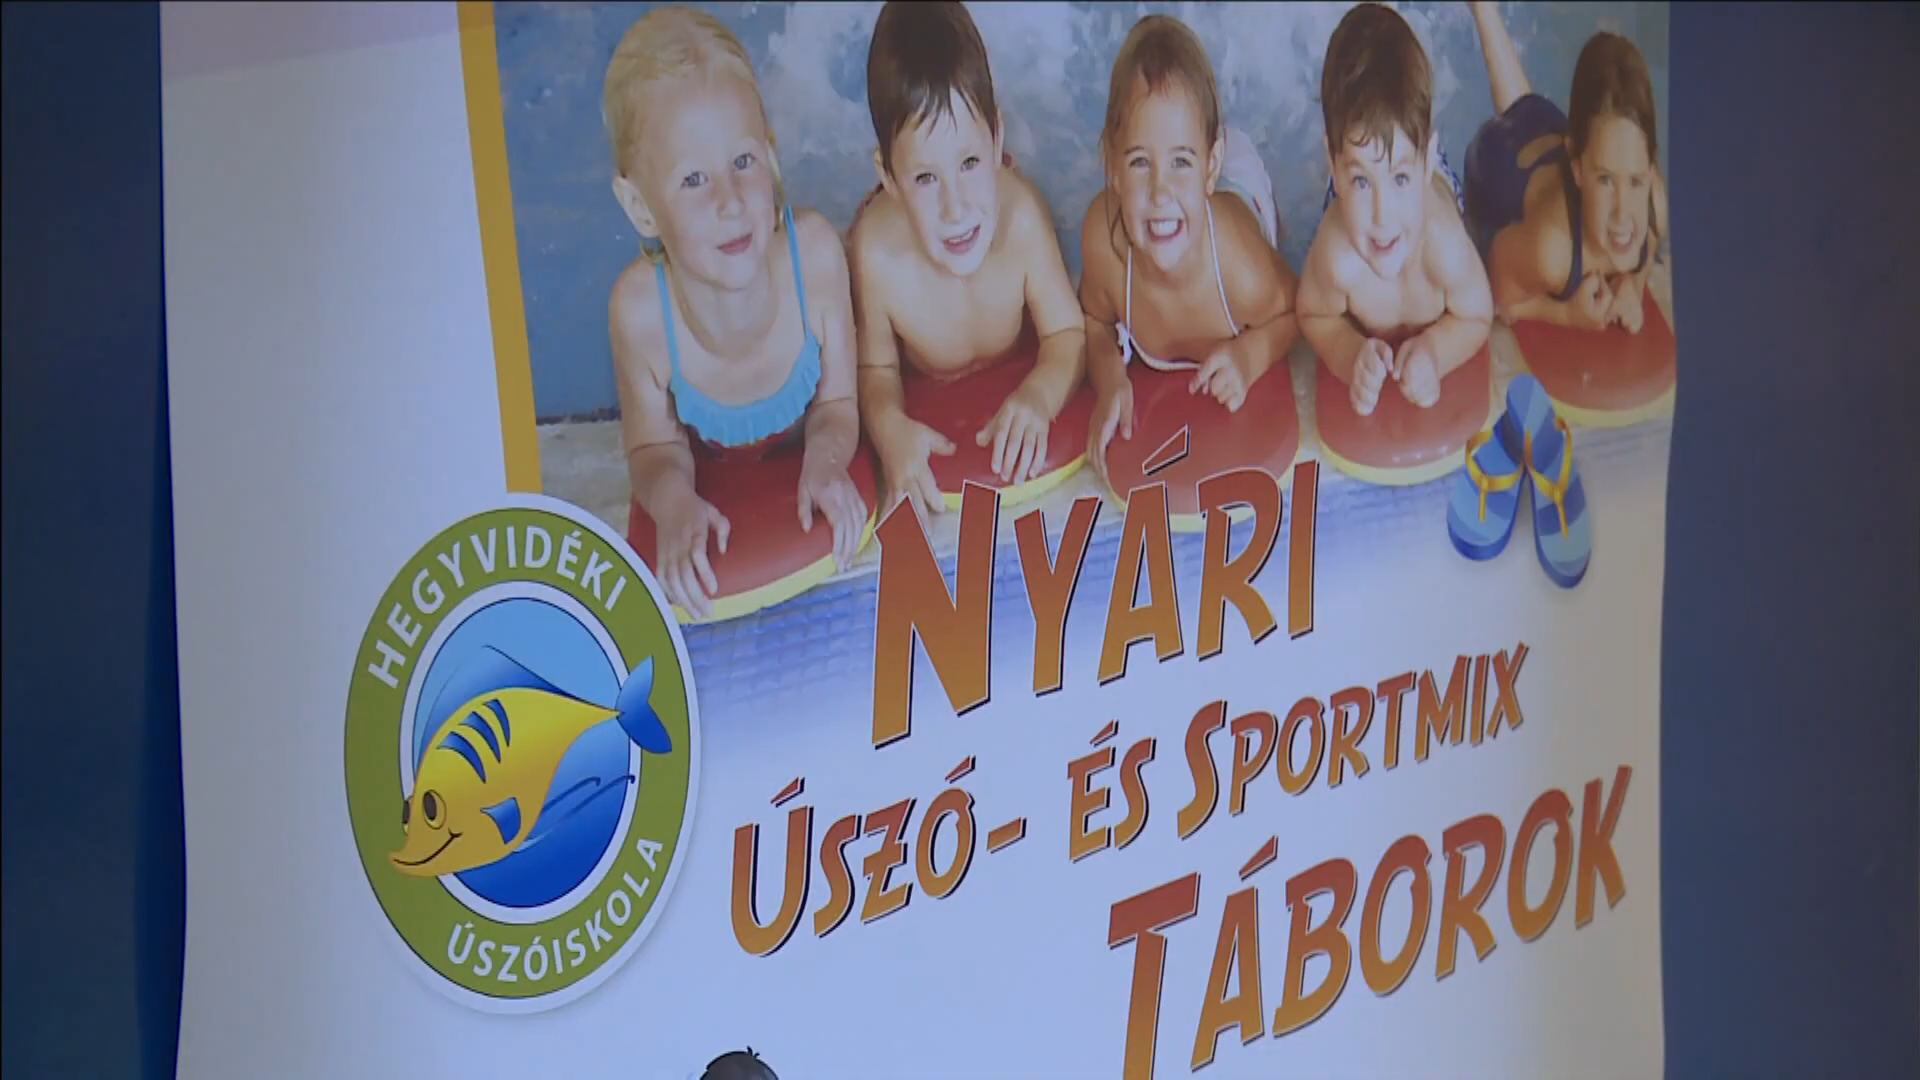 HEGYVIDÉKI
ÚSZÓISKOLA
NYÁRI
ÚSZÓ- ÉS SPORTMIX
TÁBOROK